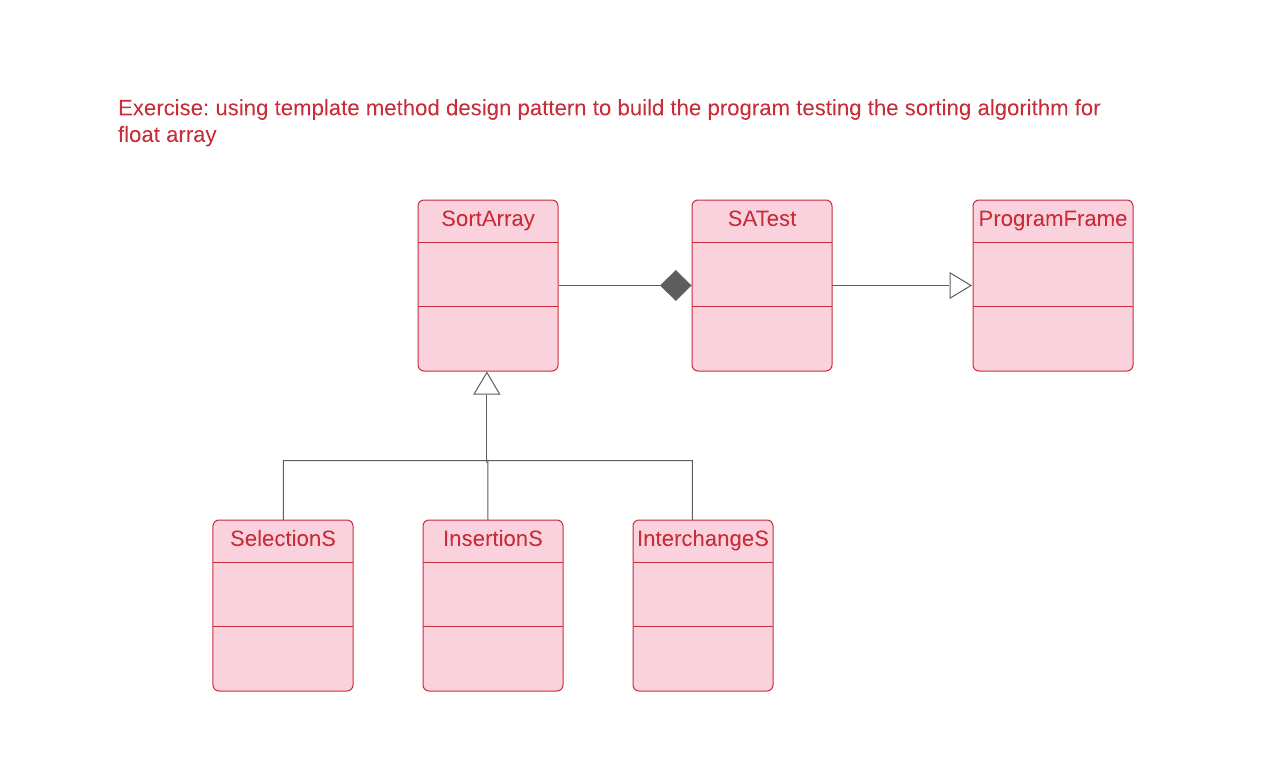 Exercise: using template method design pattern to build the program testing the sorting algorithm for
float array
SortArray
SATest
ProgramFrame
SelectionS
InsertionS
InterchangeS